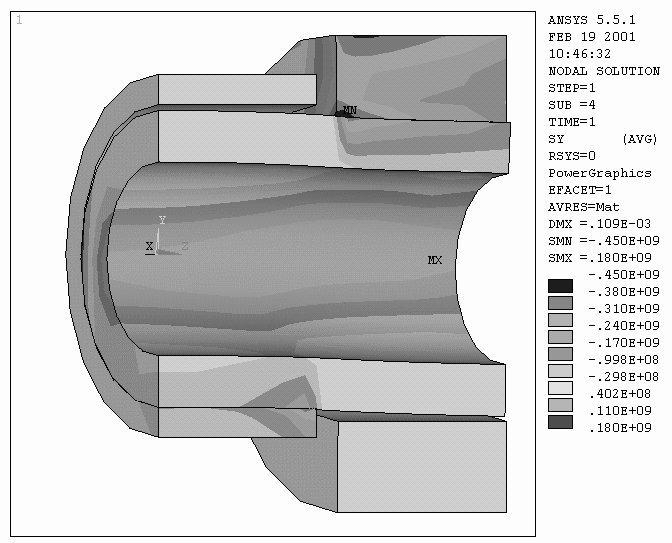 1
ANSYS 5.5.1
FEB 19 2001
10:46:32
NODAL SOLUTION
STEP=1
SUB =4
TIME=1
SY (AVG)
RSYS=0
PowerGraphics
EFACET=1
AVRES=Mat
DMX =.109E-03
SMN =-.450E+09
SMX =.180E+09
-.450E+09
-.380E+09
-.310E+09
-.240E+09
-.170E+09
-.998E+08
-.298E+08
.402E+08
.110E+09
.180E+09
MN
Y
X Z
MX